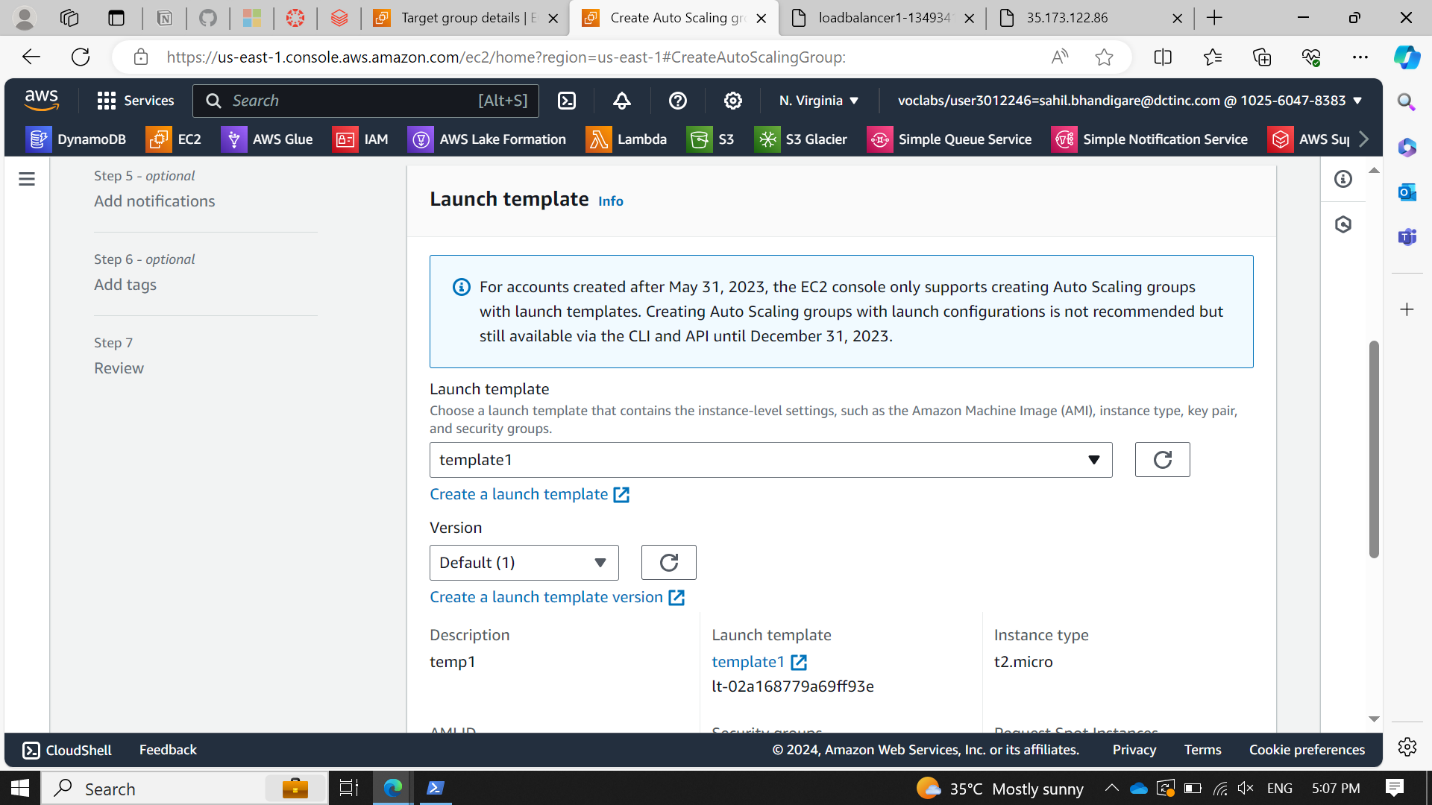 Target group details | E
Create Auto Scaling gr
loadbalancer1-134934
35.173.122.86
https://us-east-1.console.aws.amazon.com/ec2/home?region=us-east-1#CreateAutoScalingGroup:
aws
Services
Search
[Alt+S]
N. Virginia
voclabs/user3012246=sahil.bhandigare@dctinc.com @ 1025-6047-8383
DynamoDB
EC2
AWS Glue
IAM
AWS Lake Formation
Lambda
S3
S3 Glacier
Simple Queue Service
Simple Notification Service
AWS Sup
Step 5 - optional
Add notifications
Step 6 - optional
Add tags
Step 7
Review
Launch template Info
For accounts created after May 31, 2023, the EC2 console only supports creating Auto Scaling groups
with launch templates. Creating Auto Scaling groups with launch configurations is not recommended but
still available via the CLI and API until December 31, 2023.
Launch template
Choose a launch template that contains the instance-level settings, such as the Amazon Machine Image (AMI), instance type, key pair,
and security groups.
template1
Create a launch template
Version
Default (1)
Create a launch template version
Description
temp1
Launch template
template1
lt-02a168779a69ff93e
Instance type
t2.micro
AMI ID
Security groups
Request Spot Instances
CloudShell
Feedback
© 2024, Amazon Web Services, Inc. or its affiliates.
Privacy
Terms
Cookie preferences
Search
35°C Mostly sunny
ENG
5:07 PM